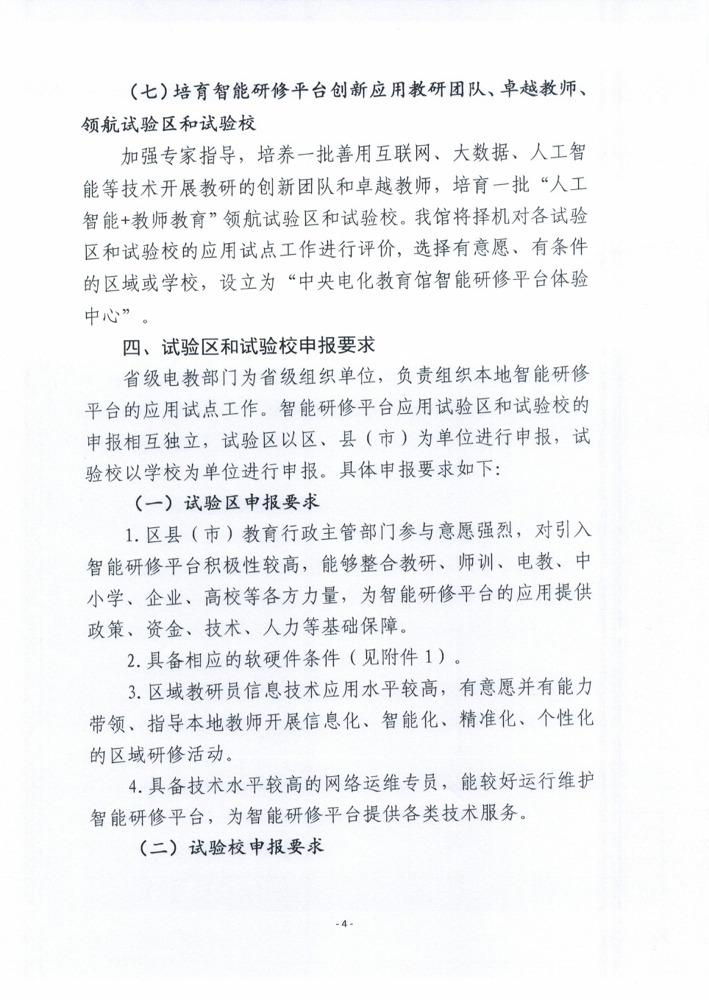 （七）培育智能研修平台创新应用教研团队、卓越教师、
领航试验区和试验校
加强专家指导，培养一批善用互联网、大数据、人工智
能等技术开展教研的创新团队和卓越教师，培育一批“人工
智能+教师教育”领航试验区和试验校。我馆将择机对各试验
区和试验校的应用试点工作进行评价，选择有意愿、有条件
的区域或学校，设立为“中央电化教育馆智能研修平台体验
中心”。
四、试验区和试验校申报要求
省级电教部门为省级组织单位，负责组织本地智能研修
平台的应用试点工作。智能研修平台应用试验区和试验校的
申报相互独立，试验区以区、县（市）为单位进行申报，试
验校以学校为单位进行申报。具体申报要求如下：
（一）试验区申报要求
1.区县（市）教育行政主管部门参与意愿强烈，对引入
智能研修平台积极性较高，能够整合教研、师训、电教、中
小学、企业、高校等各方力量，为智能研修平台的应用提供
政策、资金、技术、人力等基础保障。
2.具备相应的软硬件条件（见附件1）。
3.区域教研员信息技术应用水平较高，有意愿并有能力
带领、指导本地教师开展信息化、智能化、精准化、个性化
的区域研修活动。
4.具备技术水平较高的网络运维专员，能较好运行维护
智能研修平台，为智能研修平台提供各类技术服务。
（二）试验校申报要求
-4-